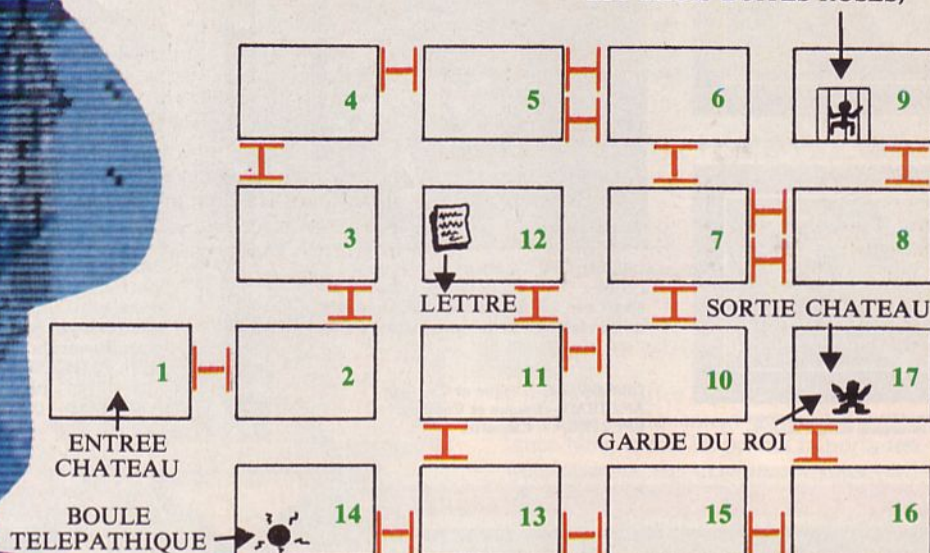 4 5 6 9
3 12 7 8
LETTRE
SORTIE CHATEAU
1 2 11 10 17
ENTREE
CHATEAU
GARDE DU ROI
BOULE
TELEPATHIQUE
14 13 15 16